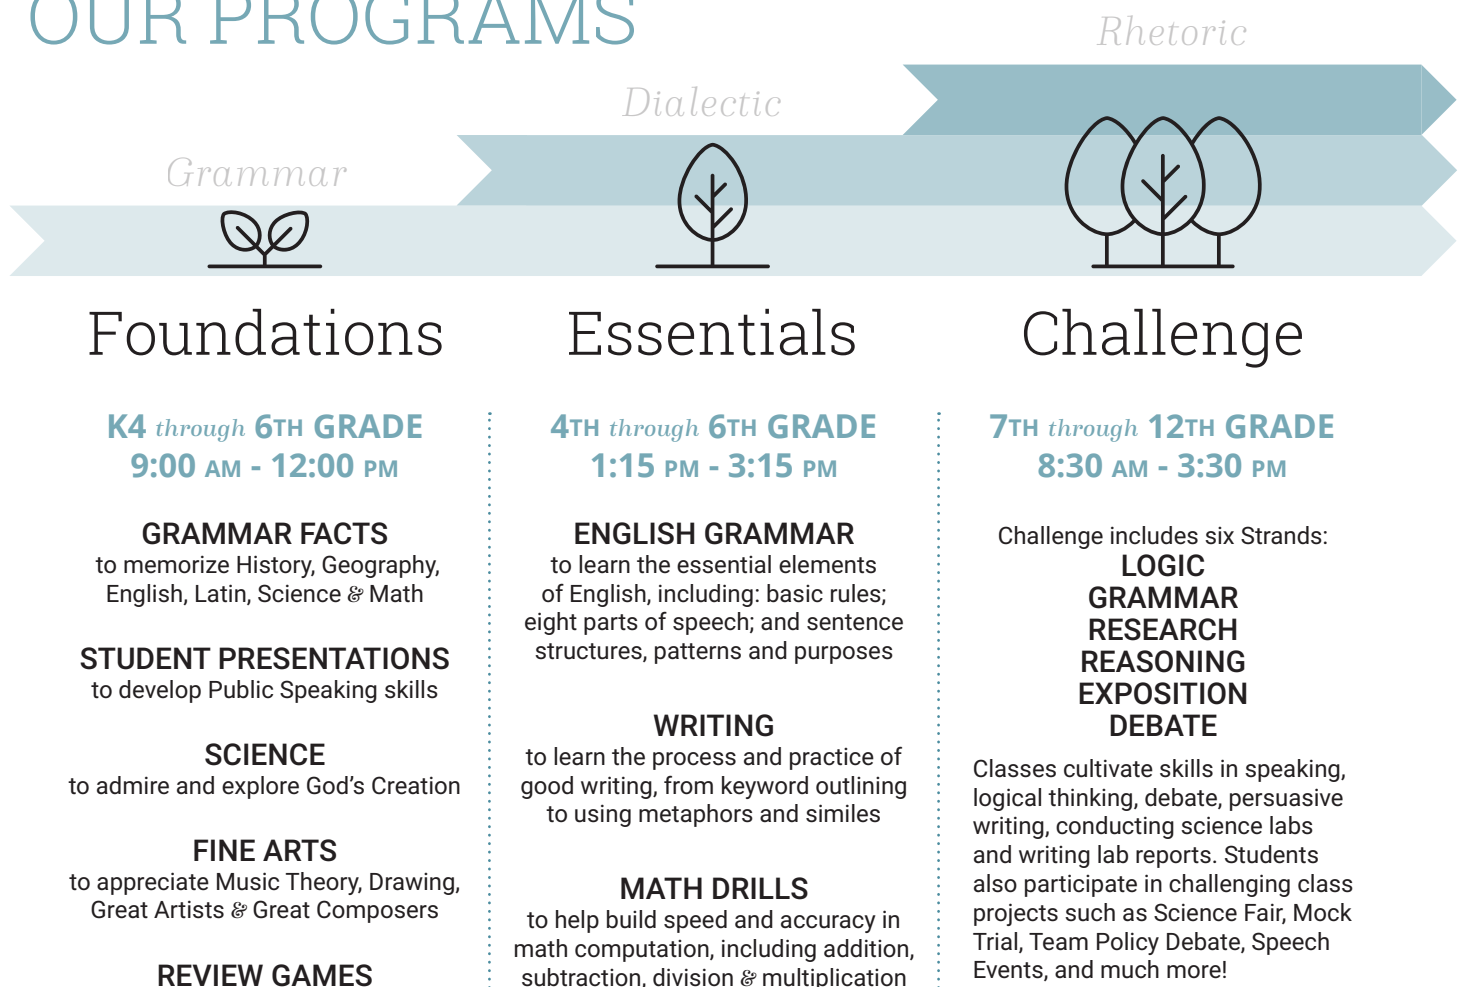 OUR PROGRAMS
Rhetoric
Dialectic
Grammar
Foundations
K4 through 6TH GRADE
9:00 AM - 12:00 PM
GRAMMAR FACTS
to memorize History, Geography,
English, Latin, Science & Math
STUDENT PRESENTATIONS
to develop Public Speaking skills
SCIENCE
to admire and explore God's Creation
FINE ARTS
to appreciate Music Theory, Drawing,
Great Artists & Great Composers
REVIEW GAMES
Essentials
4TH through 6TH GRADE
1:15 PM - 3:15 PM
ENGLISH GRAMMAR
to learn the essential elements
of English, including: basic rules;
eight parts of speech; and sentence
structures, patterns and purposes
WRITING
to learn the process and practice of
good writing, from keyword outlining
to using metaphors and similes
MATH DRILLS
to help build speed and accuracy in
math computation, including addition,
subtraction, division & multiplication
Challenge
7TH through 12TH GRADE
8:30 AM - 3:30 PM
Challenge includes six Strands:
LOGIC
GRAMMAR
RESEARCH
REASONING
EXPOSITION
DEBATE
Classes cultivate skills in speaking,
logical thinking, debate, persuasive
writing, conducting science labs
and writing lab reports. Students
also participate in challenging class
projects such as Science Fair, Mock
Trial, Team Policy Debate, Speech
Events, and much more!